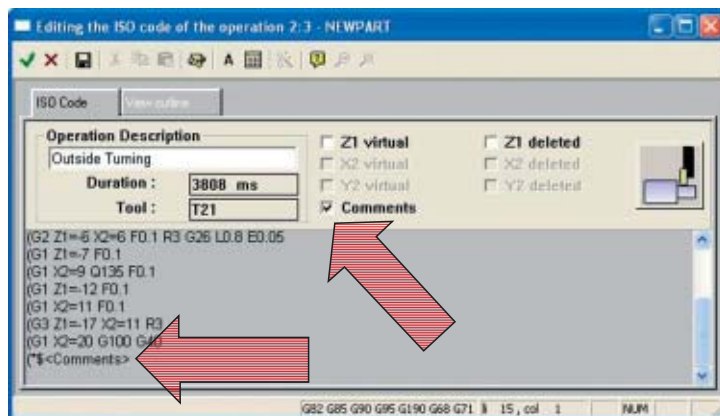 Editing the ISO code of the operation 2:3 - NEWPART
ISO Code
View outline
Operation Description
Outside Turning
Duration : 3808 ms
Tool : T21
Z1 virtual
X2 virtual
Y2 virtual
Comments
Z1 deleted
X2 deleted
Y2 deleted
(G2 Z1=-6 X2=6 F0.1 R3 G26 L0.8 E0.05
(G1 Z1=-7 F0.1
(G1 X2=9 Q135 F0.1
(G1 Z1=-12 F0.1
(G1 X2=11 F0.1
(G3 Z1=-17 X2=11 R3
(G1 X2=20 G100 G40
(*$<Comments>
G82 G85 G90 G95 G190 G68 G71 li 15 , col 1 NUM